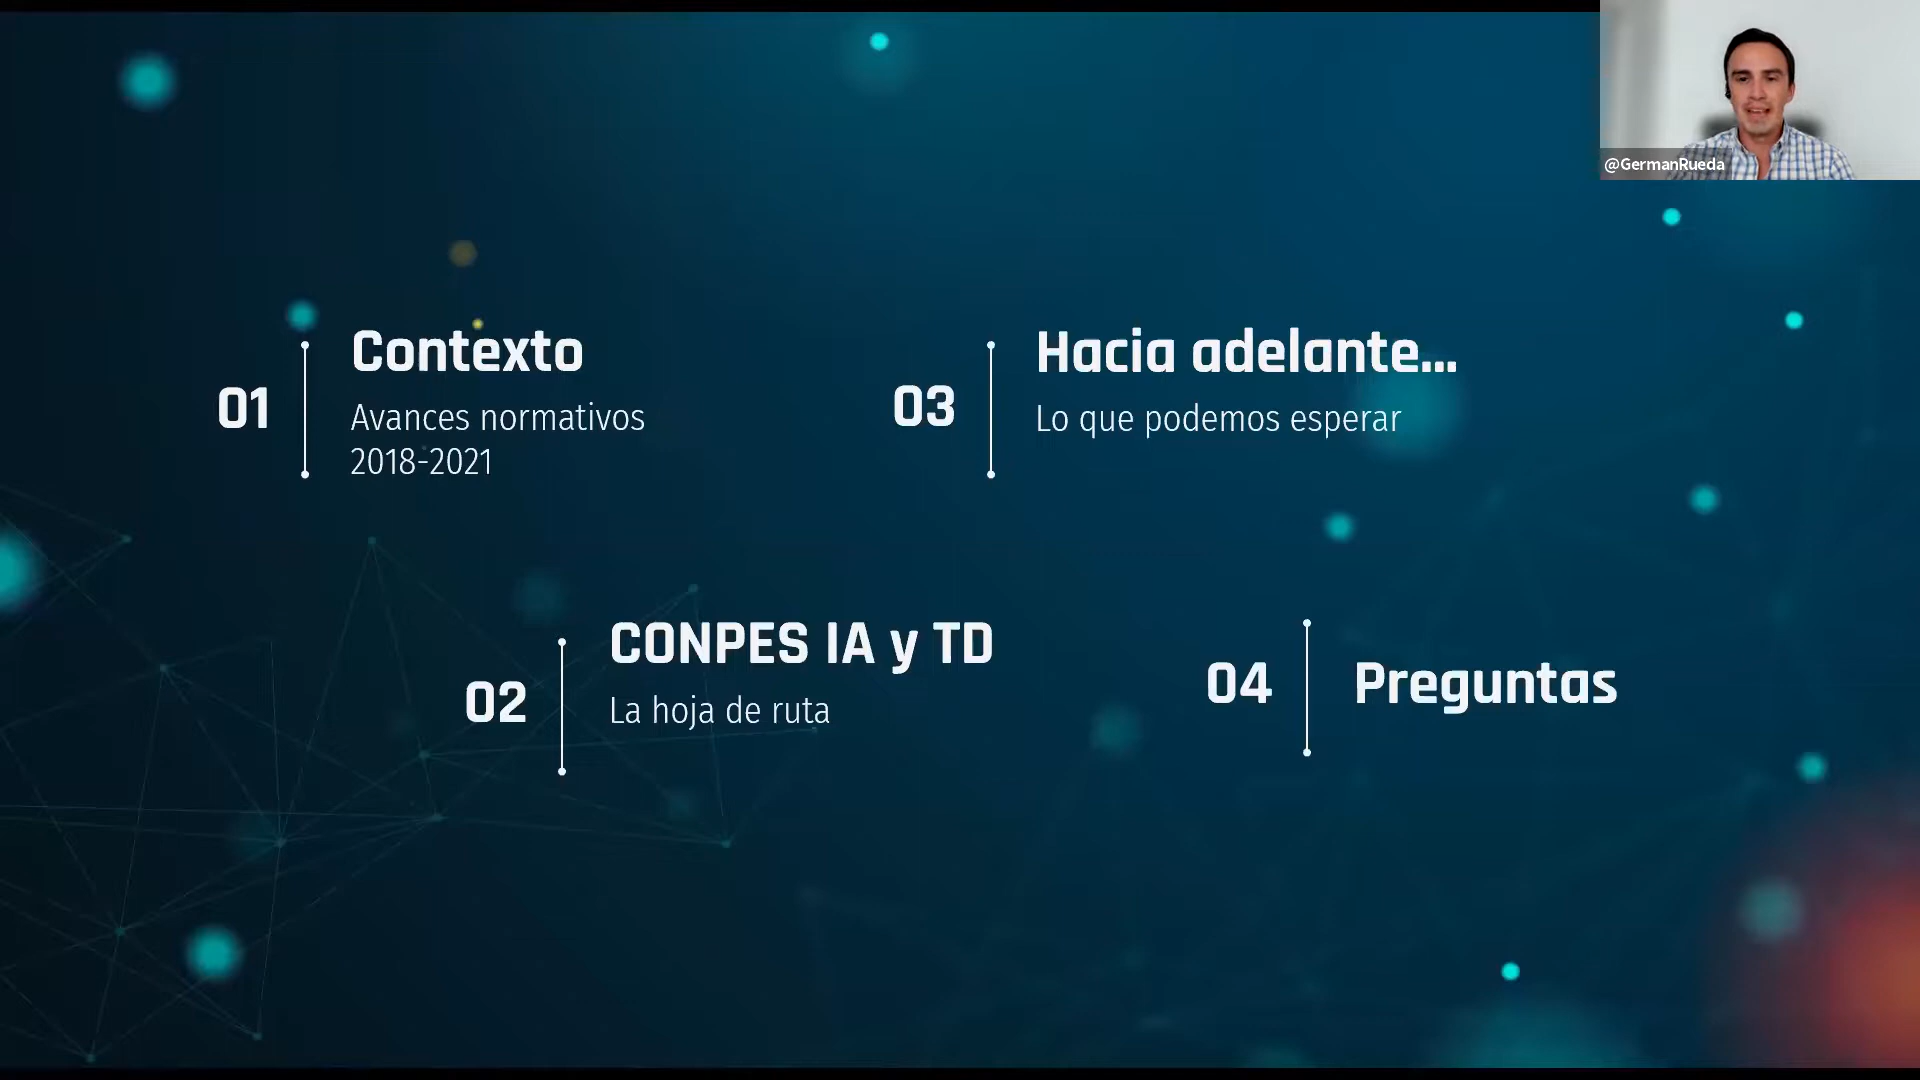 @GermanRueda
01
Contexto
Avances normativos
2018-2021
02
CONPES IA y TD
La hoja de ruta
03
Hacia adelante...
Lo que podemos esperar
04
Preguntas